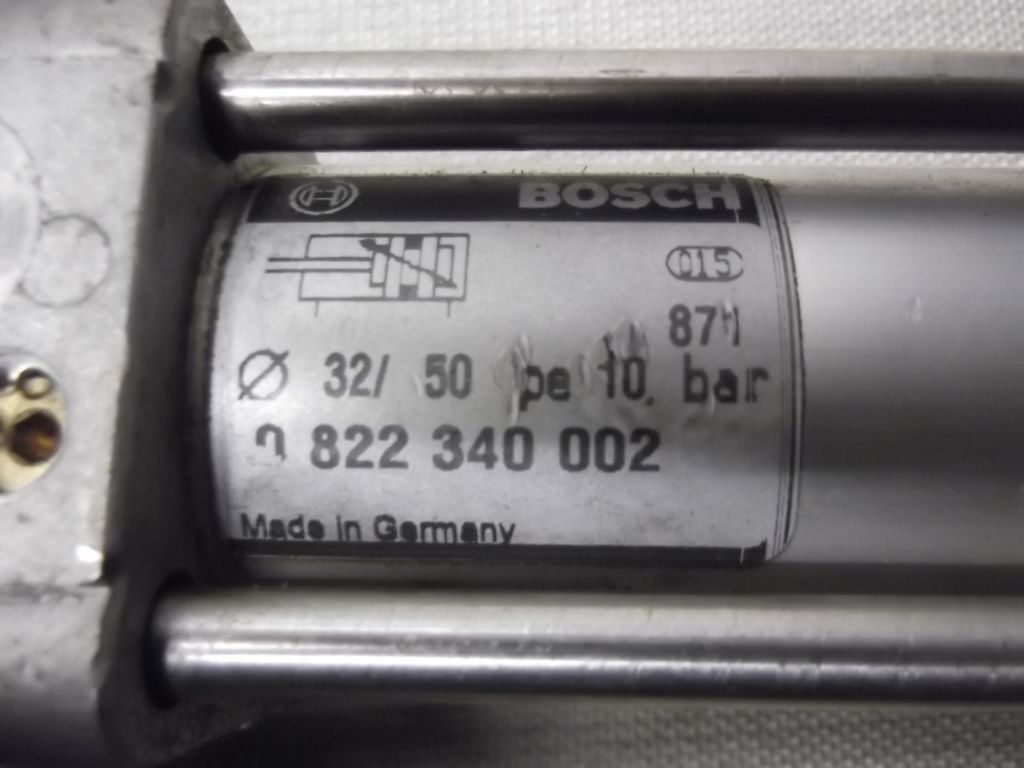 BOSCH
015
871
Ø 32/ 50 pe 10. bar
0 822 340 002
Made in Germany